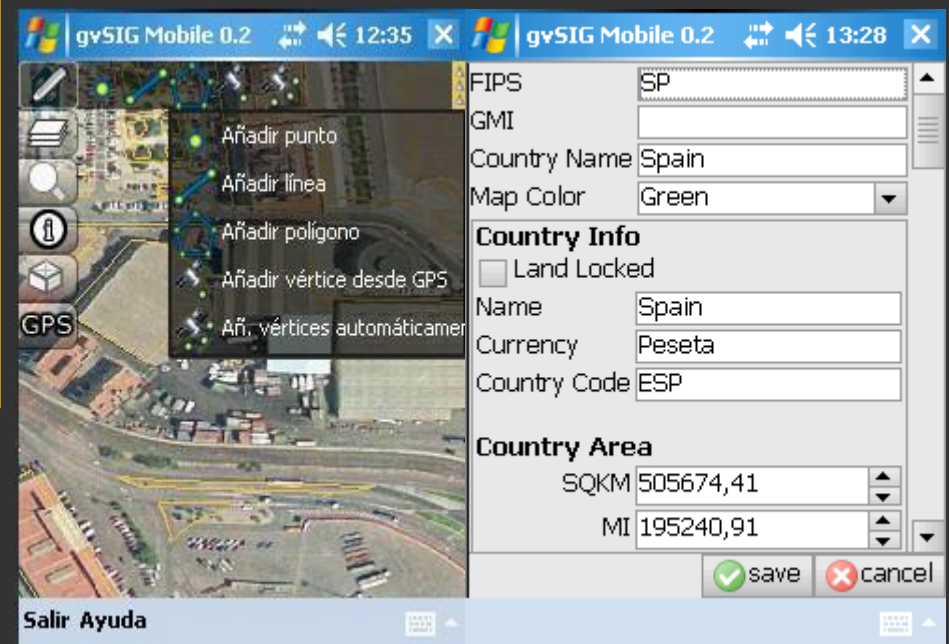 gvSIG Mobile 0.2 12:35
Añadir punto
Añadir línea
Añadir polígono
Añadir vértice desde GPS
Añ. vértices automáticamen
GPS
Salir Ayuda
gvSIG Mobile 0.2 13:28
FIPS SP
GMI
Country Name Spain
Map Color Green
Country Info
Land Locked
Name Spain
Currency Peseta
Country Code ESP
Country Area
SQKM 505674,41
MI 195240,91
save cancel